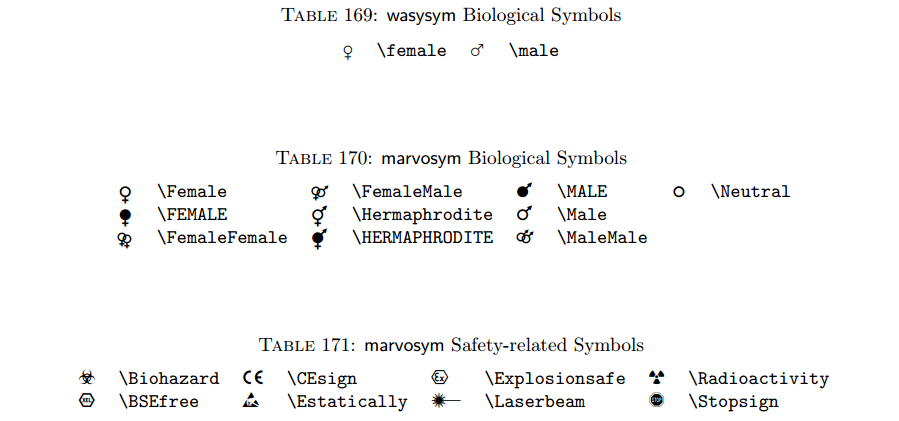 TABLE 169: wasysym Biological Symbols
♀ \female ♂ \male
TABLE 170: marvosym Biological Symbols
\Female \FemaleMale \MALE \Neutral
\FEMALE \Hermaphrodite \Male
\FemaleFemale \HERMAPHRODITE \MaleMale
TABLE 171: marvosym Safety-related Symbols
\Biohazard CE \CEsign Ex \Explosionsafe \Radioactivity
\BSEfree \Estatically \Laserbeam STOP \Stopsign